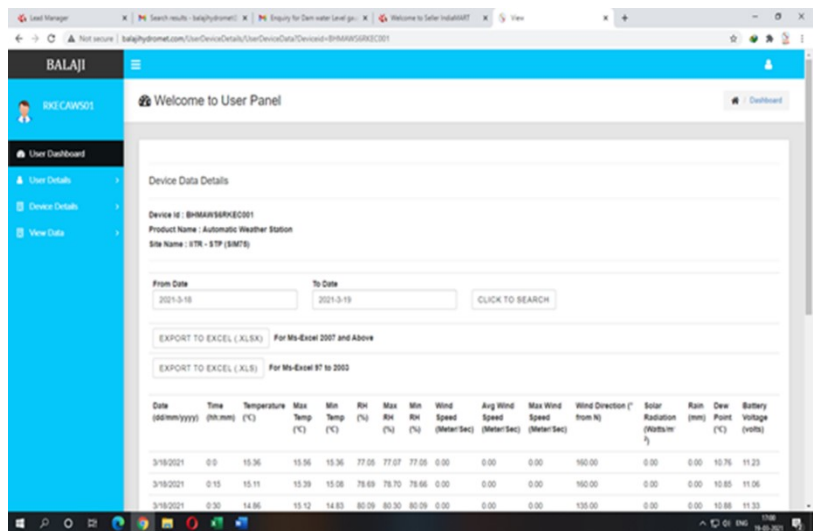 Lead Manager
Search results - balajihydromet
Enquiry for Dam water Level ga
Welcome to Seller IndiaMART
View
Not secure | balajihydromet.com/UserDeviceDetails/UserDeviceData?Deviceid=BHMAWS6RKEC001
BALAJI
RKECAWS01
Welcome to User Panel
/ Dashboard
User Dashboard
User Details
Device Details
View Data
Device Data Details
Device Id : BHMAWS6RKEC001
Product Name : Automatic Weather Station
Site Name : IITR - STP (SIM75)
From Date
To Date
2021-3-18
2021-3-19
CLICK TO SEARCH
EXPORT TO EXCEL (.XLSX) For Ms-Excel 2007 and Above
EXPORT TO EXCEL (.XLS) For Ms-Excel 97 to 2003
Date (dd/mm/yyyy) Time (hh:mm) Temperature (°C) Max Temp (°C) Min Temp (°C) RH (%) Max RH (%) Min RH (%) Wind Speed (Meter/Sec) Avg Wind Speed (Meter/Sec) Max Wind Speed (Meter/Sec) Wind Direction (° from N) Solar Radiation (Watts/m²) Rain (mm) Dew Point (°C) Battery Voltage (volts)
3/18/2021 0:0 15.36 15.56 15.36 77.05 77.07 77.05 0.00 0.00 0.00 160.00 0.00 0.00 10.76 11.23
3/18/2021 0:15 15.11 15.39 15.08 78.69 78.70 78.66 0.00 0.00 0.00 160.00 0.00 0.00 10.85 11.06
3/18/2021 0:30 14.86 15.12 14.83 80.09 80.30 80.09 0.00 0.00 0.00 135.00 0.00 0.00 10.88 11.33
ENG
17:00
19-03-2021